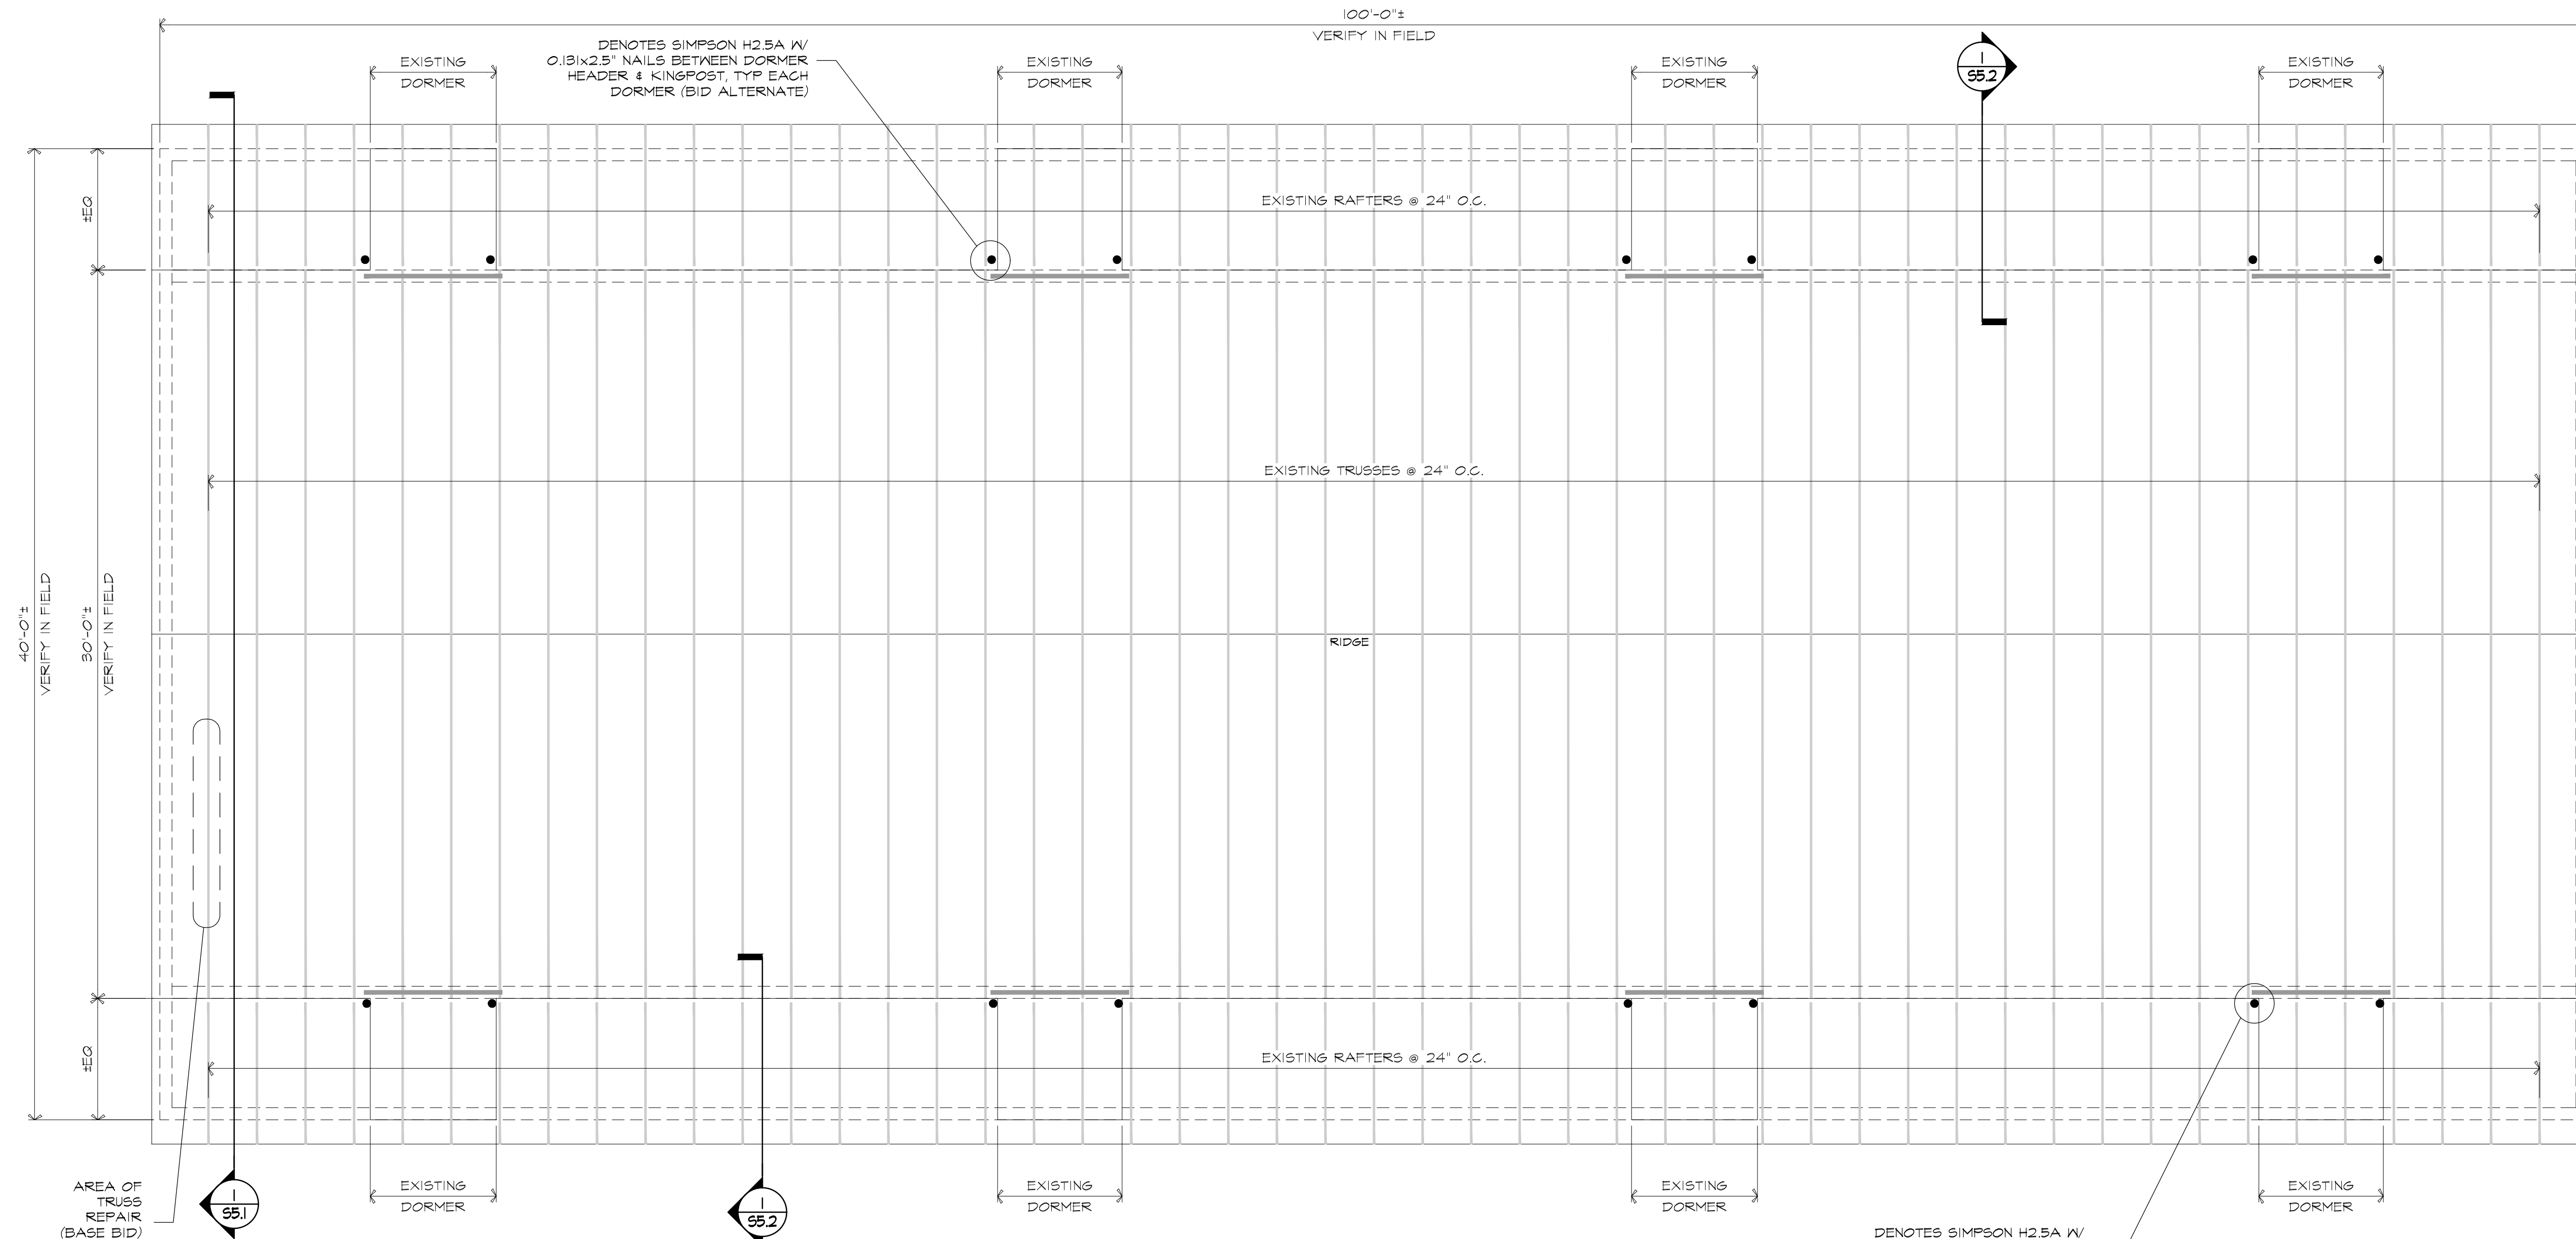 100'-0"±
VERIFY IN FIELD
DENOTES SIMPSON H2.5A W/
0.131x2.5" NAILS BETWEEN DORMER
HEADER & KINGPOST, TYP EACH
DORMER (BID ALTERNATE)
EXISTING
DORMER
EXISTING
DORMER
EXISTING
DORMER
EXISTING
DORMER
1
S5.2
±EQ
EXISTING RAFTERS @ 24" O.C.
EXISTING TRUSSES @ 24" O.C.
40'-0"±
VERIFY IN FIELD
30'-0"±
VERIFY IN FIELD
RIDGE
±EQ
EXISTING RAFTERS @ 24" O.C.
AREA OF
TRUSS
REPAIR
(BASE BID)
1
S5.1
EXISTING
DORMER
1
S5.2
EXISTING
DORMER
EXISTING
DORMER
EXISTING
DORMER
DENOTES SIMPSON H2.5A W/